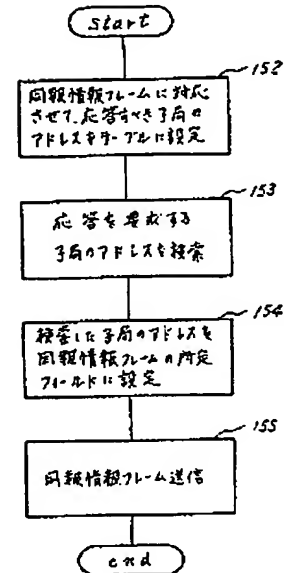 start
152
同報情報フレームに対応
させて、応答すべき子局の
アドレスをテーブルに設定
153
応答を要求する
子局のアドレスを検索
154
検索した子局のアドレスを
同報情報フレームの所定
フィールドに設定
155
同報情報フレーム送信
end